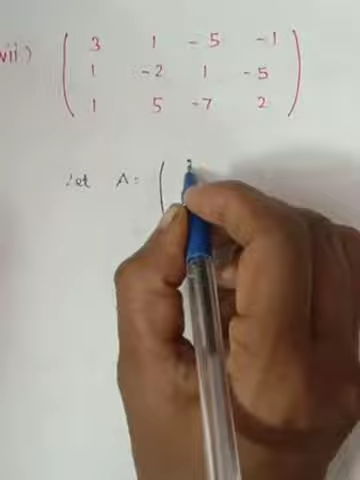 vii.) ( 3 1 -5 -1
1 -2 1 -5
1 5 -7 2 )
Let A = (